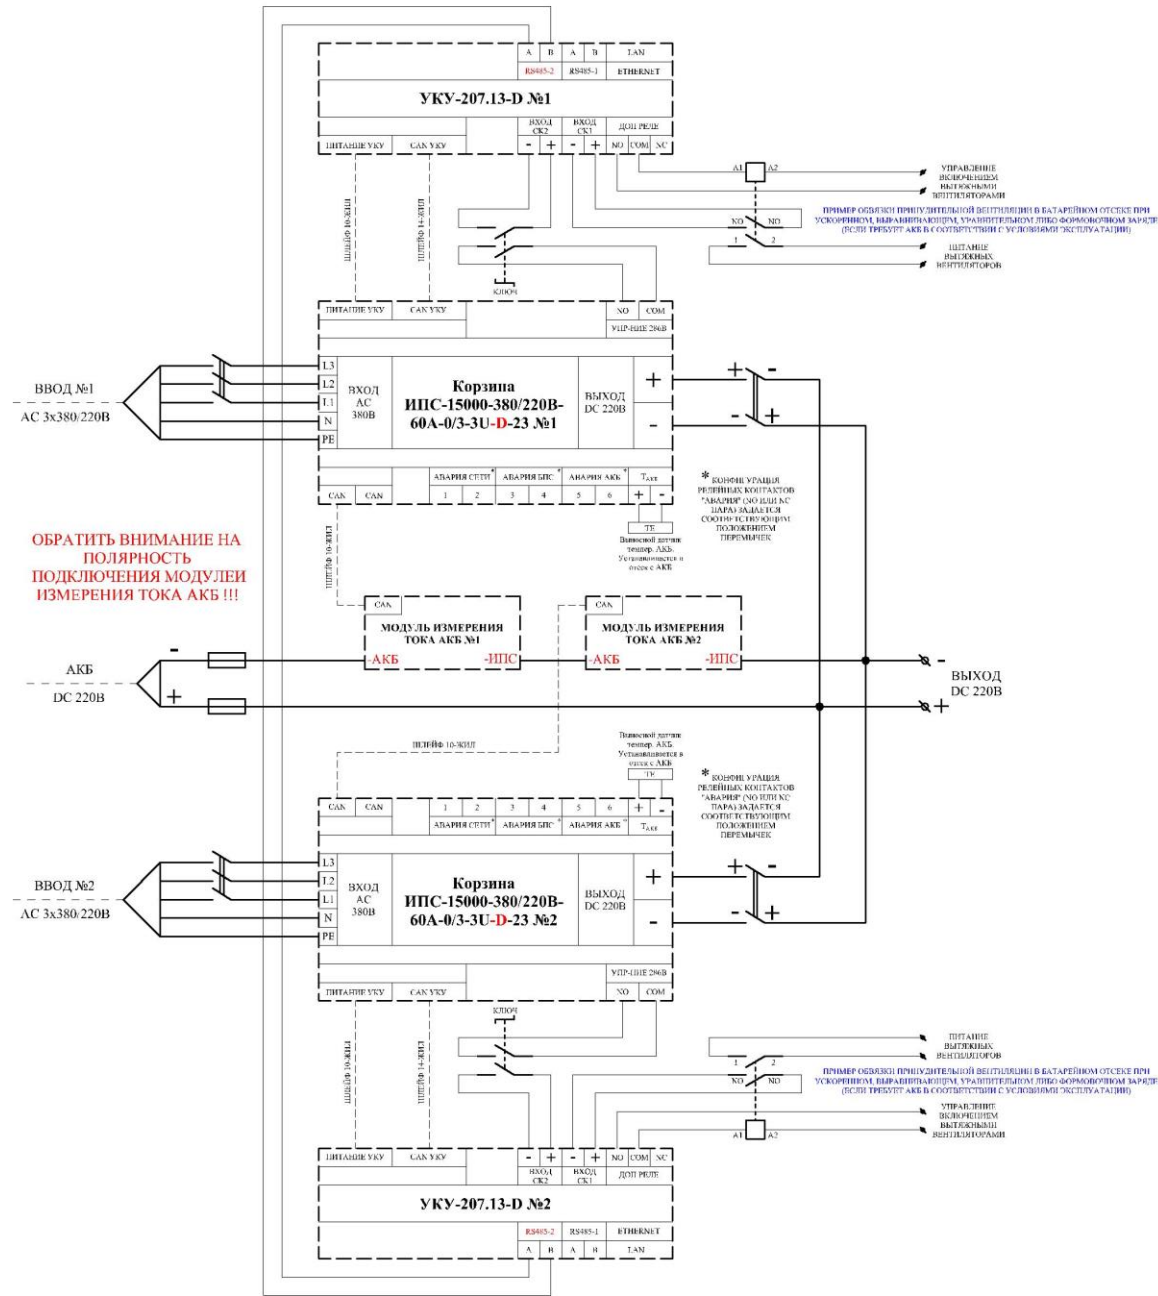 A B A B LAN
RS485-2 RS485-1 ETHERNET
УКУ-207.13-D №1
ВХОД СК2 ВХОД СК1 ДОП РЕЛЕ
ПИТАНИЕ УКУ CAN УКУ - + - + NO COM NC
A1 A2
УПРАВЛЕНИЕ
ВКЛЮЧЕНИЕМ
ВЫТЯЖНЫМИ
ВЕНТИЛЯТОРАМИ
ШЛЕЙФ 10-ЖИЛ
ШЛЕЙФ 14-ЖИЛ
ПРИМЕР ОБВЯЗКИ ПРИНУДИТЕЛЬНОЙ ВЕНТИЛЯЦИИ В БАТАРЕЙНОМ ОТСЕКЕ ПРИ
УСКОРЕННОМ, ВЫРАВНИВАЮЩЕМ, УРАВНИТЕЛЬНОМ ЛИБО ФОРМОВОЧНОМ ЗАРЯДЕ
(ЕСЛИ ТРЕБУЕТ АКБ В СООТВЕТСТВИИ С УСЛОВИЯМИ ЭКСПЛУАТАЦИИ)
NO NO
1 2
ПИТАНИЕ
ВЫТЯЖНЫХ
ВЕНТИЛЯТОРОВ
КЛЮЧ
ПИТАНИЕ УКУ CAN УКУ NO COM
УПР-НИЕ 286В
ВВОД №1
AC 3x380/220В
L3
L2
L1
N
PE
ВХОД
AC
380В
Корзина
ИПС-15000-380/220В-
60А-0/3-3U-D-23 №1
ВЫХОД
DC 220В
+
-
+ -
- +
АВАРИЯ СЕТИ* АВАРИЯ БПС* АВАРИЯ АКБ* TАКБ
CAN CAN 1 2 3 4 5 6 + -
ТЕ
Выносной датчик
темпер. АКБ.
Устанавливается в
отсек с АКБ
* КОНФИГУРАЦИЯ
РЕЛЕЙНЫХ КОНТАКТОВ
"АВАРИЯ" (NO ИЛИ NC
ПАРА) ЗАДАЕТСЯ
СООТВЕТСТВУЮЩИМ
ПОЛОЖЕНИЕМ
ПЕРЕМЫЧЕК
ШЛЕЙФ 10-ЖИЛ
ОБРАТИТЬ ВНИМАНИЕ НА
ПОЛЯРНОСТЬ
ПОДКЛЮЧЕНИЯ МОДУЛЕЙ
ИЗМЕРЕНИЯ ТОКА АКБ !!!
CAN
МОДУЛЬ ИЗМЕРЕНИЯ
ТОКА АКБ №1
-АКБ -ИПС
CAN
МОДУЛЬ ИЗМЕРЕНИЯ
ТОКА АКБ №2
-АКБ -ИПС
АКБ
DC 220В
-
+
-
+
ВЫХОД
DC 220В
ШЛЕЙФ 10-ЖИЛ
Выносной датчик
темпер. АКБ.
Устанавливается в
отсек с АКБ
ТЕ
* КОНФИГУРАЦИЯ
РЕЛЕЙНЫХ КОНТАКТОВ
"АВАРИЯ" (NO ИЛИ NC
ПАРА) ЗАДАЕТСЯ
СООТВЕТСТВУЮЩИМ
ПОЛОЖЕНИЕМ
ПЕРЕМЫЧЕК
CAN CAN 1 2 3 4 5 6 + -
АВАРИЯ СЕТИ* АВАРИЯ БПС* АВАРИЯ АКБ* TАКБ
ВВОД №2
AC 3x380/220В
L3
L2
L1
N
PE
ВХОД
AC
380В
Корзина
ИПС-15000-380/220В-
60А-0/3-3U-D-23 №2
ВЫХОД
DC 220В
+
-
+ -
- +
УПР-НИЕ 286В
ПИТАНИЕ УКУ CAN УКУ NO COM
КЛЮЧ
ШЛЕЙФ 10-ЖИЛ
ШЛЕЙФ 14-ЖИЛ
ПИТАНИЕ
ВЫТЯЖНЫХ
ВЕНТИЛЯТОРОВ
1 2
NO NO
ПРИМЕР ОБВЯЗКИ ПРИНУДИТЕЛЬНОЙ ВЕНТИЛЯЦИИ В БАТАРЕЙНОМ ОТСЕКЕ ПРИ
УСКОРЕННОМ, ВЫРАВНИВАЮЩЕМ, УРАВНИТЕЛЬНОМ ЛИБО ФОРМОВОЧНОМ ЗАРЯДЕ
(ЕСЛИ ТРЕБУЕТ АКБ В СООТВЕТСТВИИ С УСЛОВИЯМИ ЭКСПЛУАТАЦИИ)
УПРАВЛЕНИЕ
ВКЛЮЧЕНИЕМ
ВЫТЯЖНЫМИ
ВЕНТИЛЯТОРАМИ
A1 A2
ПИТАНИЕ УКУ CAN УКУ - + - + NO COM NC
ВХОД СК2 ВХОД СК1 ДОП РЕЛЕ
УКУ-207.13-D №2
RS485-2 RS485-1 ETHERNET
A B A B LAN